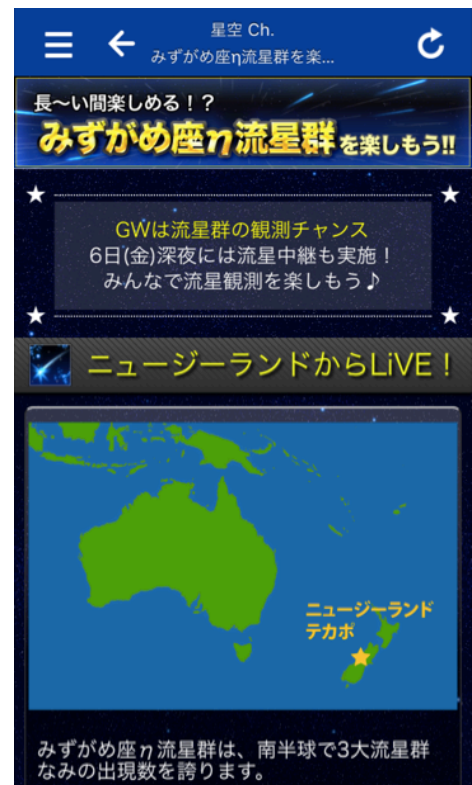 星空 Ch.
みずがめ座η流星群を楽...
長〜い間楽しめる！？
みずがめ座η流星群を楽しもう!!
GWは流星群の観測チャンス
6日(金)深夜には流星中継も実施！
みんなで流星観測を楽しもう♪
ニュージーランドからLiVE！
ニュージーランド
テカポ
みずがめ座η流星群は、南半球で3大流星群
なみの出現数を誇ります。